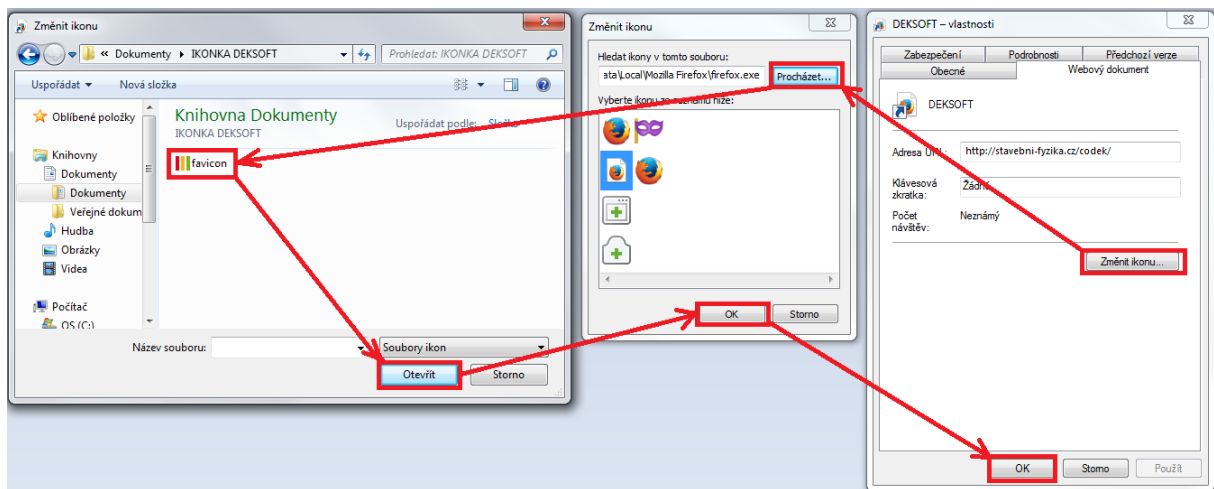 Změnit ikonu
« Dokumenty ▸ IKONKA DEKSOFT
Prohledat: IKONKA DEKSOFT
Uspořádat
Nová složka
Oblíbené položky
Knihovny
Dokumenty
Dokumenty
Veřejné dokum
Hudba
Obrázky
Videa
Počítač
OS (C:)
Knihovna Dokumenty
IKONKA DEKSOFT
Uspořádat podle: Složka
favicon
Název souboru:
Soubory ikon
Otevřít
Storno
Změnit ikonu
Hledat ikony v tomto souboru:
sta\Local\Mozilla Firefox\firefox.exe
Procházet...
Vyberte ikonu ze seznamu níže:
OK
Storno
DEKSOFT – vlastnosti
Zabezpečení
Podrobnosti
Předchozí verze
Obecné
Webový dokument
DEKSOFT
Adresa URL:
http://stavebni-fyzika.cz/codek/
Klávesová
zkratka:
Žádná
Počet
návštěv:
Neznámý
Změnit ikonu...
OK
Storno
Použít